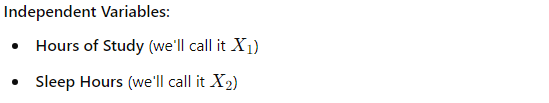 Independent Variables:
• Hours of Study (we'll call it X₁)
• Sleep Hours (we'll call it X₂)